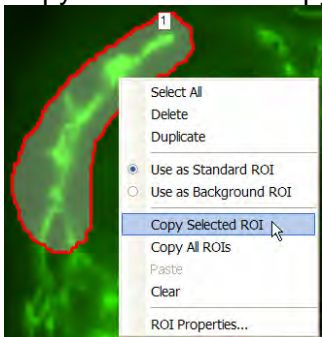 1
Select All
Delete
Duplicate
Use as Standard ROI
Use as Background ROI
Copy Selected ROI
Copy All ROIs
Paste
Clear
ROI Properties...